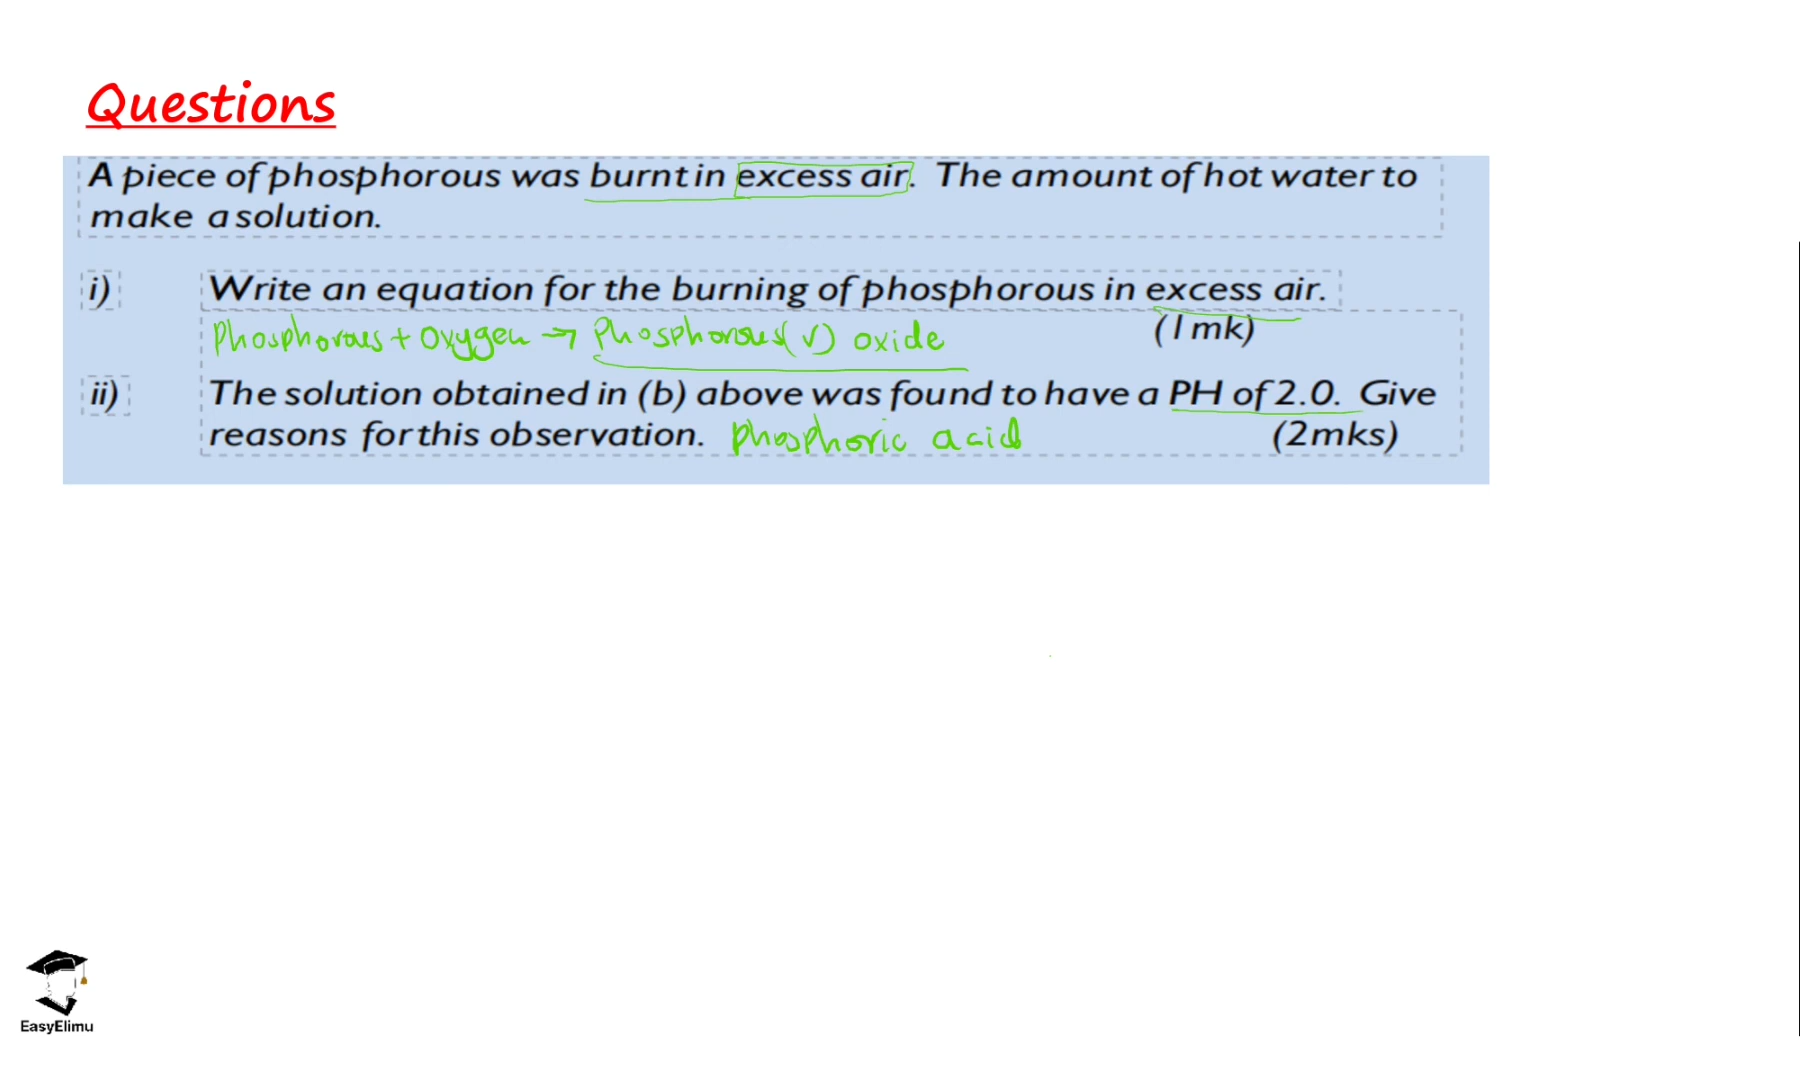 Questions
A piece of phosphorous was burnt in excess air. The amount of hot water to
make a solution.
i) Write an equation for the burning of phosphorous in excess air.
(1 mk)
Phosphorous + Oxygen → Phosphorous (v) oxide
ii) The solution obtained in (b) above was found to have a PH of 2.0. Give
reasons for this observation. phosphoric acid (2mks)
EasyElimu